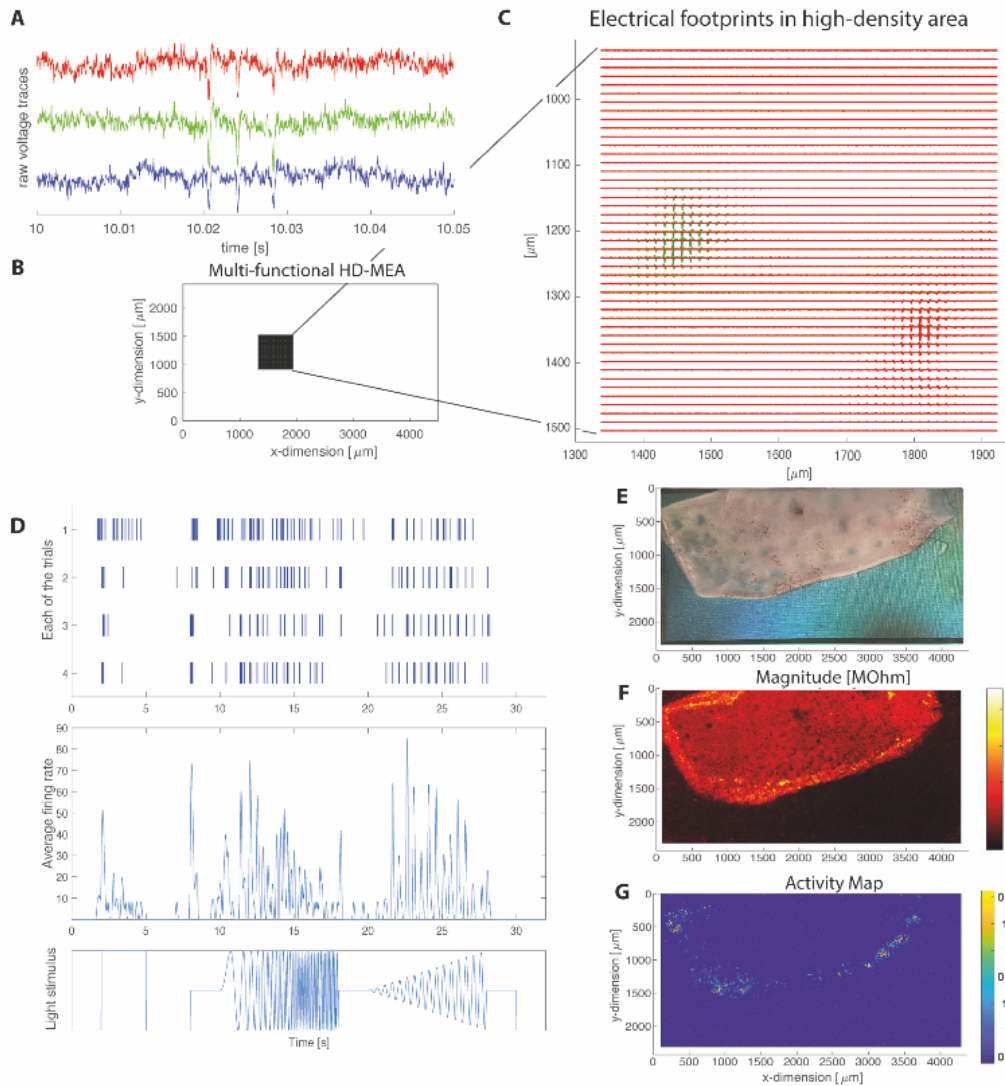 A
raw voltage traces
10 10.01 10.02 10.03 10.04 10.05
time [s]
B
Multi-functional HD-MEA
y-dimension [ μm]
2000
1500
1000
500
0
0 1000 2000 3000 4000
x-dimension [ μm]
C
Electrical footprints in high-density area
[μm]
1000
1100
1200
1300
1400
1500
1300 1400 1500 1600 1700 1800 1900
[μm]
D
Each of the trials
1
2
3
4
0 5 10 15 20 25 30
Average firing rate
90
80
70
60
50
40
30
20
10
0 5 10 15 20 25 30
Light stimulus
Time [s]
E
y-dimension [ μm]
0
500
1000
1500
2000
0 500 1000 1500 2000 2500 3000 3500 4000
F
Magnitude [MOhm]
y-dimension [ μm]
0
500
1000
1500
2000
0 500 1000 1500 2000 2500 3000 3500 4000
G
Activity Map
y-dimension [ μm]
0
500
1000
1500
2000
0 500 1000 1500 2000 2500 3000 3500 4000
x-dimension [ μm]